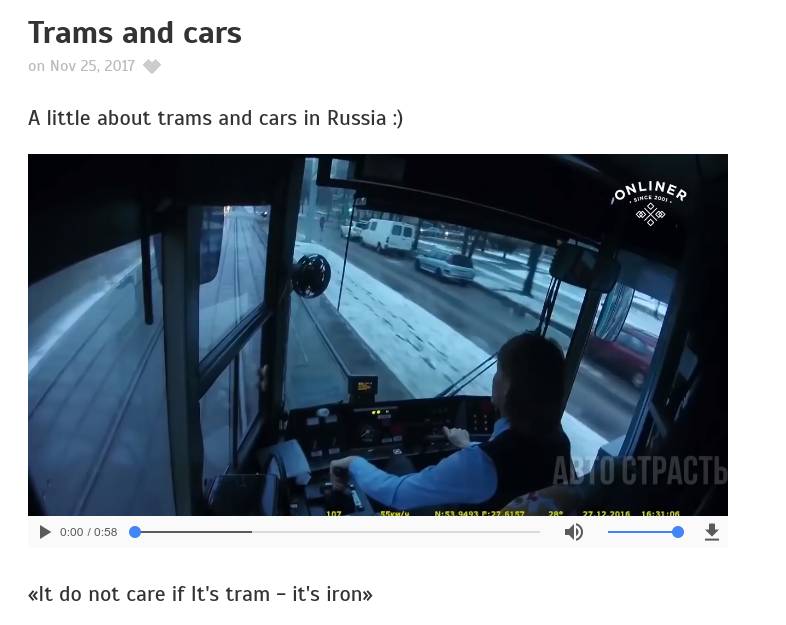 Trams and cars
on Nov 25, 2017
A little about trams and cars in Russia :)
ONLINER
• SINCE 2001 •
АВТО СТРАСТЬ
107 55км/ч N:53.9493 E:27.6157 28° 27.12.2016 16:31:06
0:00 / 0:58
«It do not care if It's tram - it's iron»